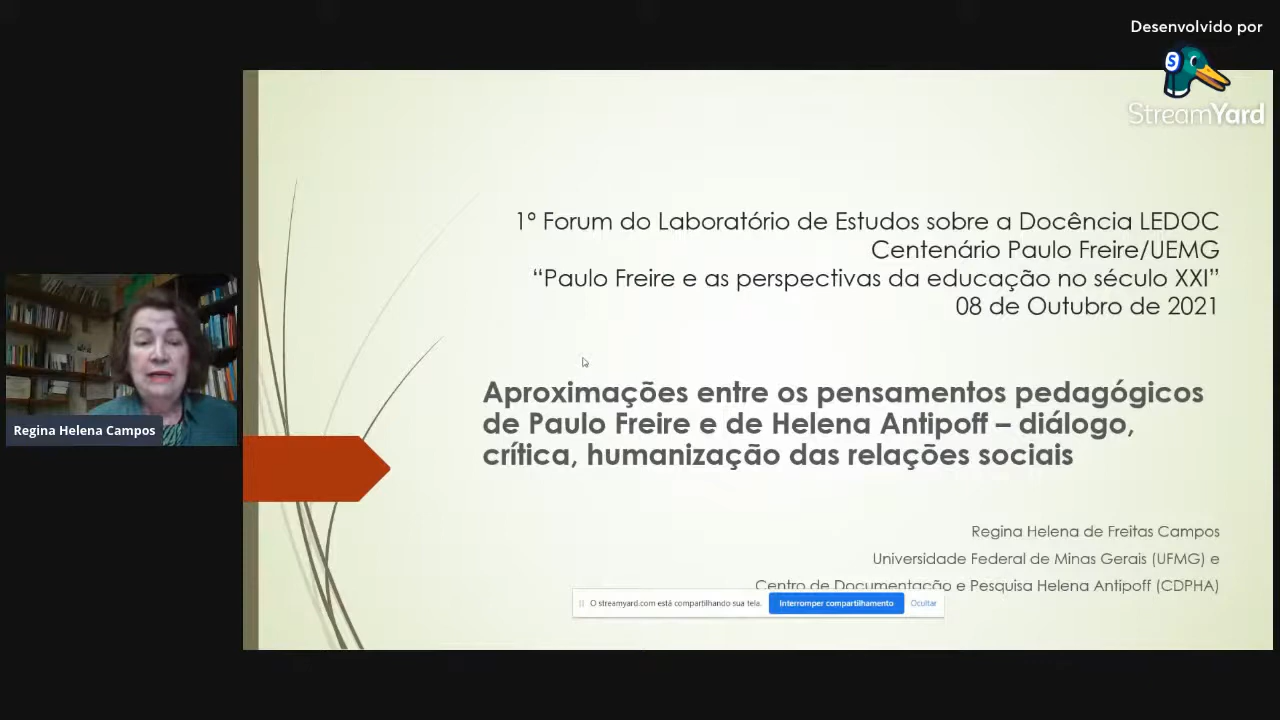 Desenvolvido por
S
StreamYard
1º Forum do Laboratório de Estudos sobre a Docência LEDOC
Centenário Paulo Freire/UEMG
“Paulo Freire e as perspectivas da educação no século XXI”
08 de Outubro de 2021
Aproximações entre os pensamentos pedagógicos
de Paulo Freire e de Helena Antipoff – diálogo,
crítica, humanização das relações sociais
Regina Helena Campos
Regina Helena de Freitas Campos
Universidade Federal de Minas Gerais (UFMG) e
Centro de Documentação e Pesquisa Helena Antipoff (CDPHA)
O streamyard.com está compartilhando sua tela.
Interromper compartilhamento
Ocultar